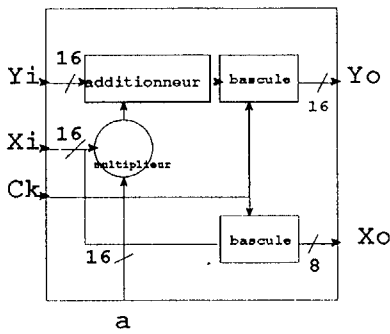 Yi 16 additionneur bascule 16 Yo
Xi 16 multiplieur
Ck
16 bascule 8 Xo
a